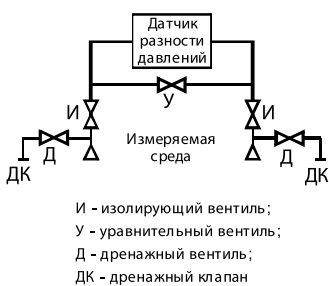 Датчик
разности
давлений
И
У
И
Измеряемая
среда
Д
Д
ДК
ДК
И - изолирующий вентиль;
У - уравнительный вентиль;
Д - дренажный вентиль;
ДК - дренажный клапан